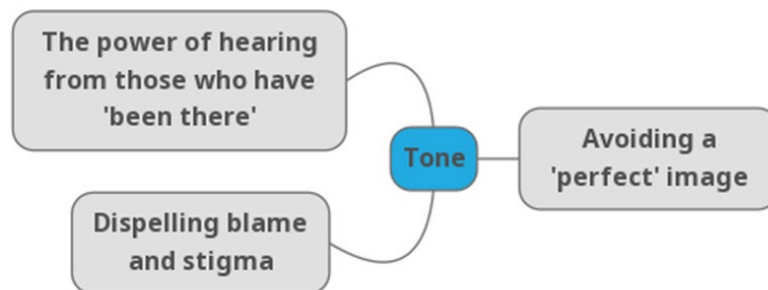 The power of hearing
from those who have
'been there'
Tone
Avoiding a
'perfect' image
Dispelling blame
and stigma